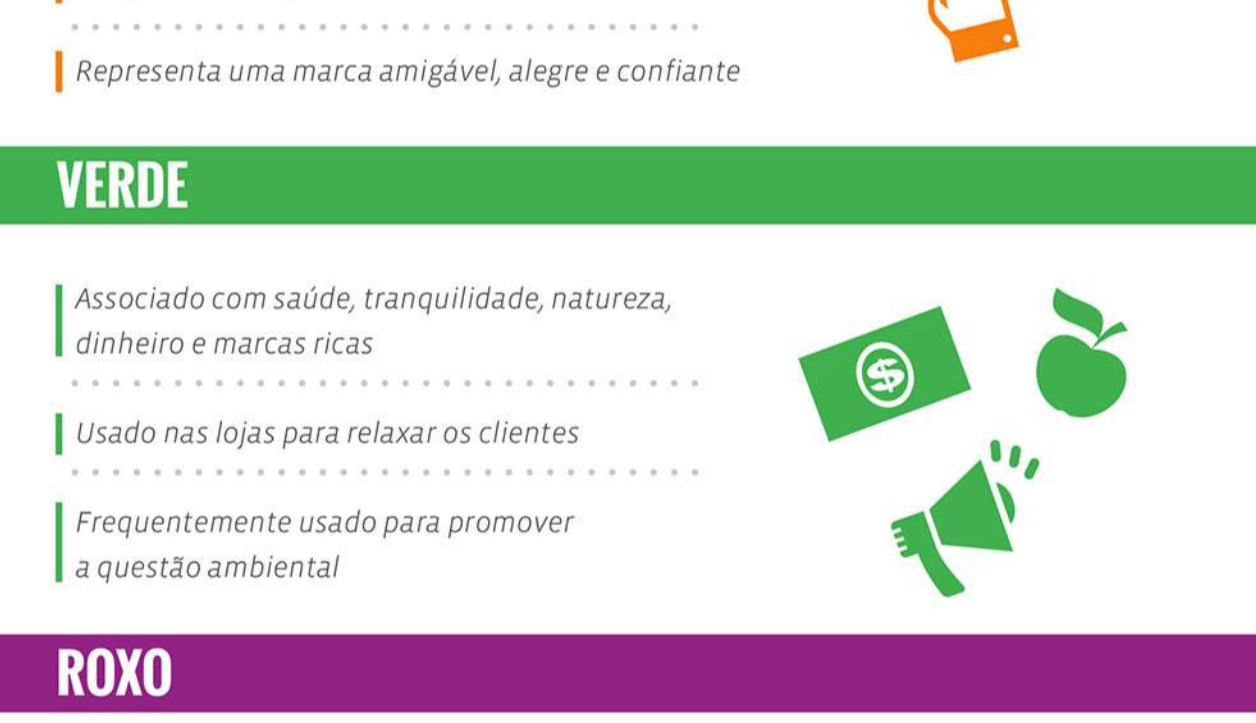 Representa uma marca amigável, alegre e confiante
VERDE
Associado com saúde, tranquilidade, natureza,
dinheiro e marcas ricas
$
Usado nas lojas para relaxar os clientes
Frequentemente usado para promover
a questão ambiental
ROXO